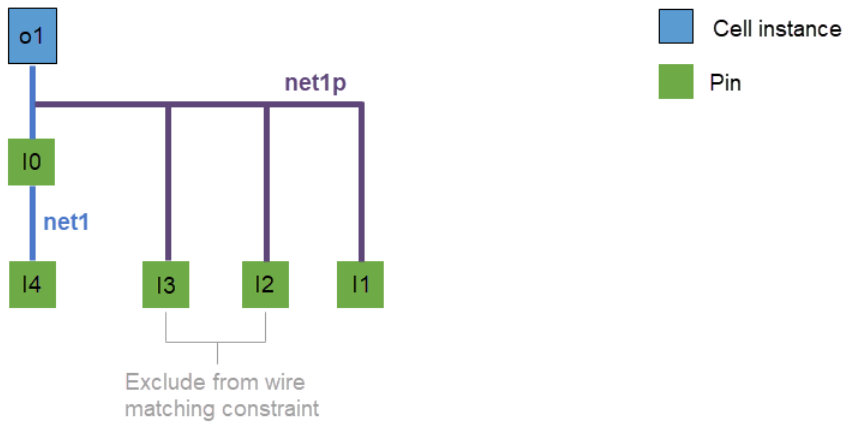 o1
Cell instance
Pin
net1p
I0
net1
I4
I3
I2
I1
Exclude from wire
matching constraint